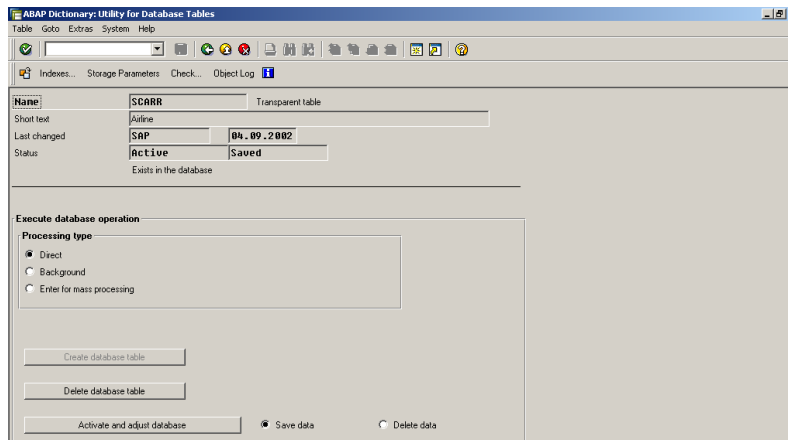 ABAP Dictionary: Utility for Database Tables
Table Goto Extras System Help
Indexes... Storage Parameters Check... Object Log
Name SCARR Transparent table
Short text Airline
Last changed SAP 04.09.2002
Status Active Saved
Exists in the database
Execute database operation
Processing type
Direct
Background
Enter for mass processing
Create database table
Delete database table
Activate and adjust database Save data Delete data